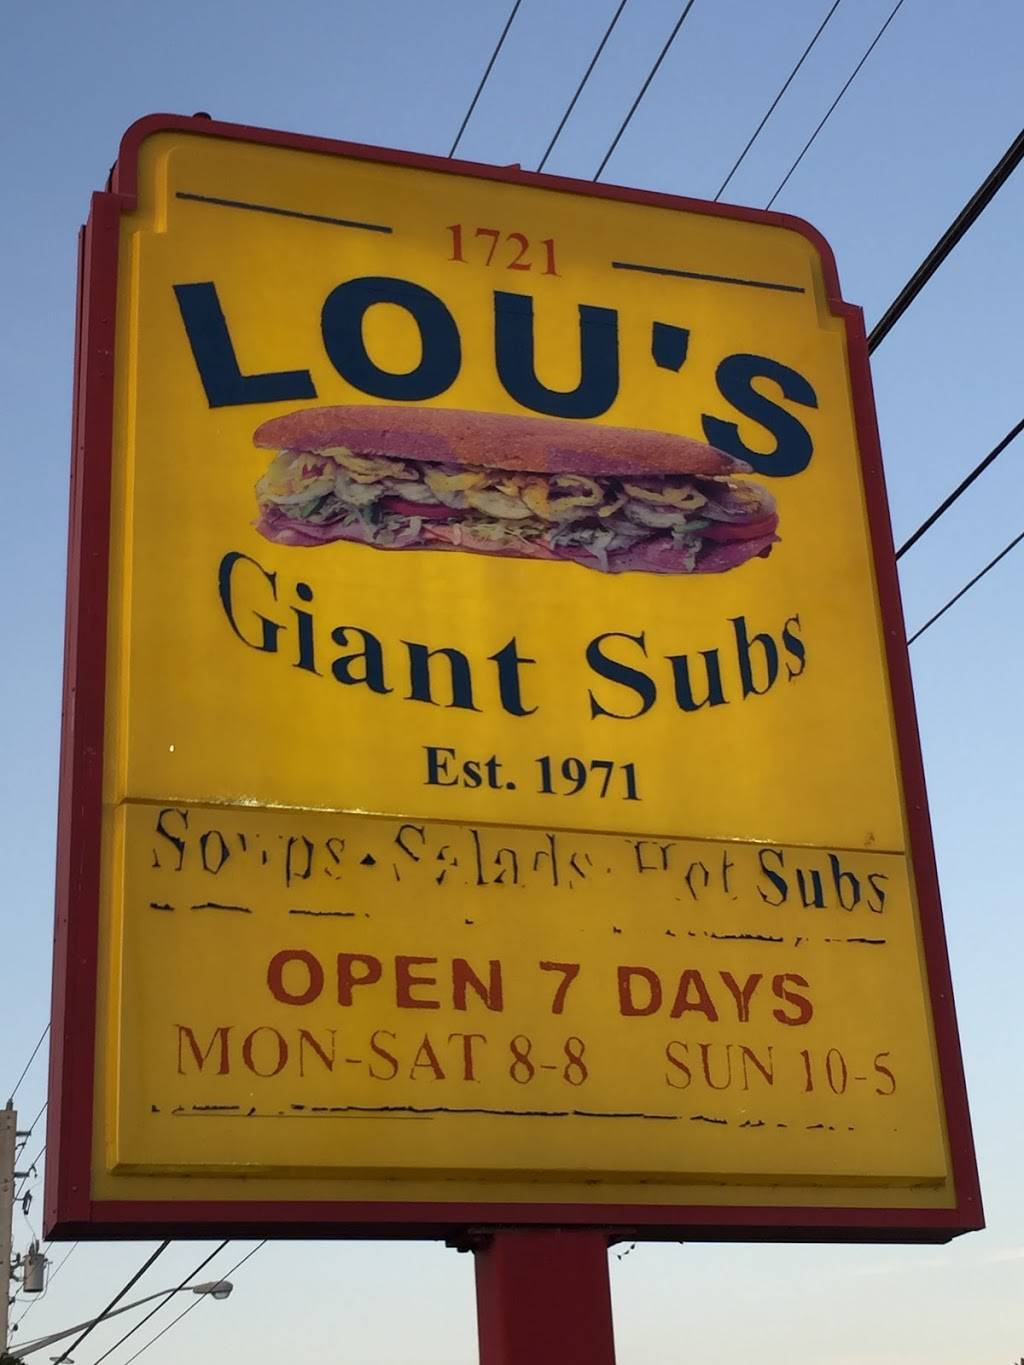 1721
LOU'S
Giant Subs
Est. 1971
Soups • Salads • Hot Subs
OPEN 7 DAYS
MON-SAT 8-8 SUN 10-5